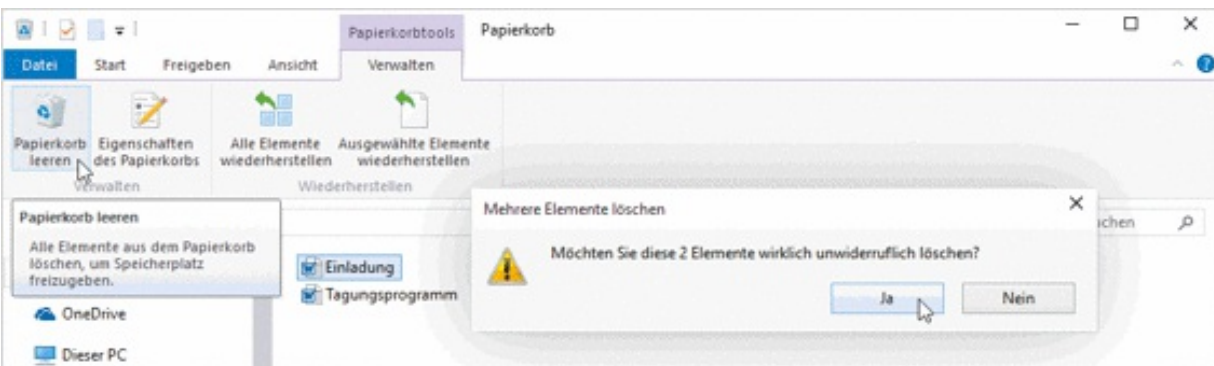 Papierkorbtools Papierkorb
Datei Start Freigeben Ansicht Verwalten
Papierkorb leeren
Eigenschaften des Papierkorbs
Alle Elemente wiederherstellen
Ausgewählte Elemente wiederherstellen
Verwalten Wiederherstellen
Papierkorb leeren
Alle Elemente aus dem Papierkorb
löschen, um Speicherplatz
freizugeben.
Einladung
Tagungsprogramm
OneDrive
Dieser PC
Mehrere Elemente löschen
Möchten Sie diese 2 Elemente wirklich unwiderruflich löschen?
Ja Nein